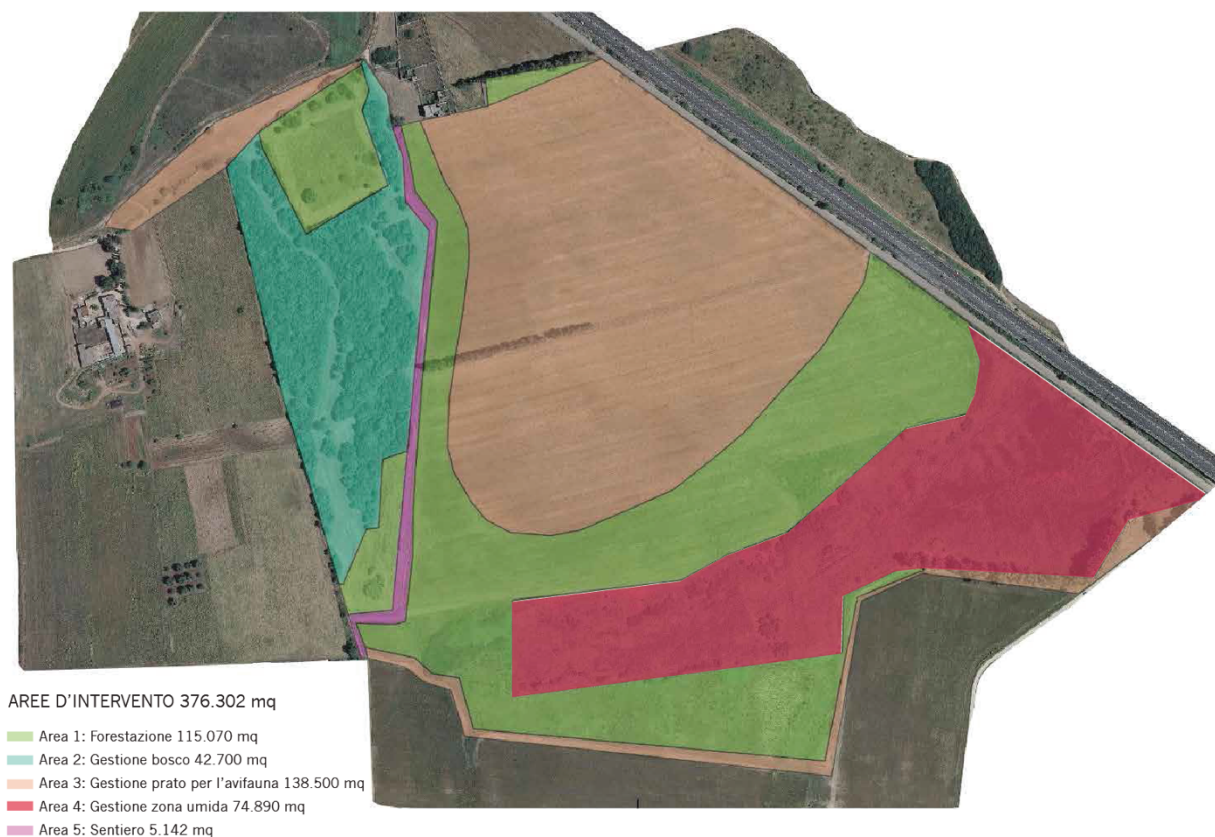 AREE D'INTERVENTO 376.302 mq
Area 1: Forestazione 115.070 mq
Area 2: Gestione bosco 42.700 mq
Area 3: Gestione prato per l'avifauna 138.500 mq
Area 4: Gestione zona umida 74.890 mq
Area 5: Sentiero 5.142 mq